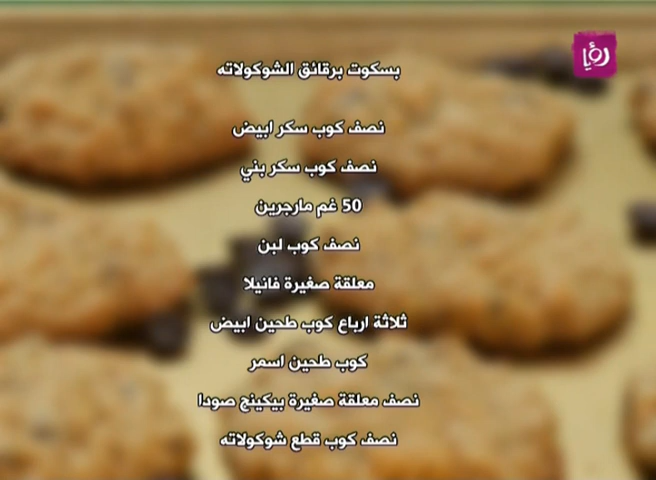 رؤيا
بسكوت برقائق الشوكولاته
نصف كوب سكر ابيض
نصف كوب سكر بني
50 غم مارجرين
نصف كوب لبن
معلقة صغيرة فانيلا
ثلاثة ارباع كوب طحين ابيض
كوب طحين اسمر
نصف معلقة صغيرة بيكينج صودا
نصف كوب قطع شوكولاته